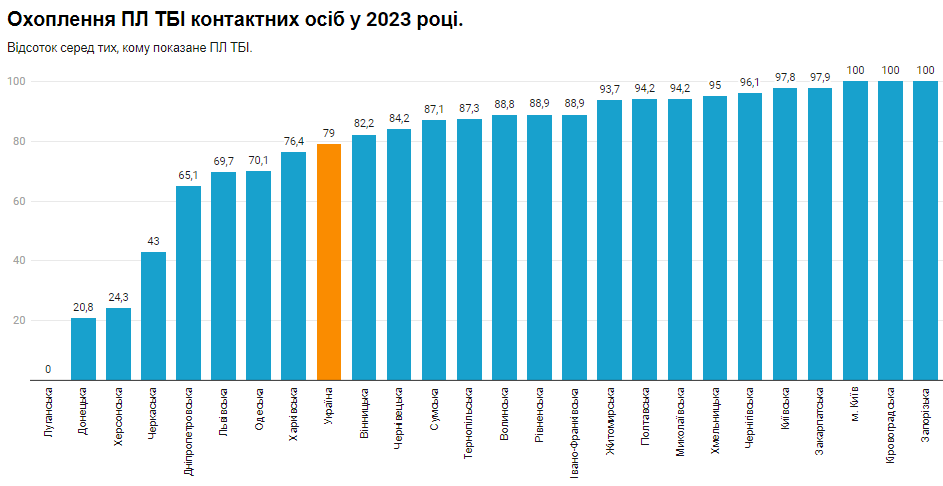 Охоплення ПЛ ТБІ контактних осіб у 2023 році.
Відсоток серед тих, кому показане ПЛ ТБІ.
100
80
60
40
20
0
20,8
24,3
43
65,1
69,7
70,1
76,4
79
82,2
84,2
87,1
87,3
88,8
88,9
88,9
93,7
94,2
94,2
95
96,1
97,8
97,9
100
100
100
Луганська
Донецька
Херсонська
Черкаська
Дніпропетровська
Львівська
Одеська
Харківська
Україна
Вінницька
Чернівецька
Сумська
Тернопільська
Волинська
Рівненська
Івано-Франківська
Житомирська
Полтавська
Миколаївська
Хмельницька
Чернігівська
Київська
Закарпатська
м. Київ
Кіровоградська
Запорізька